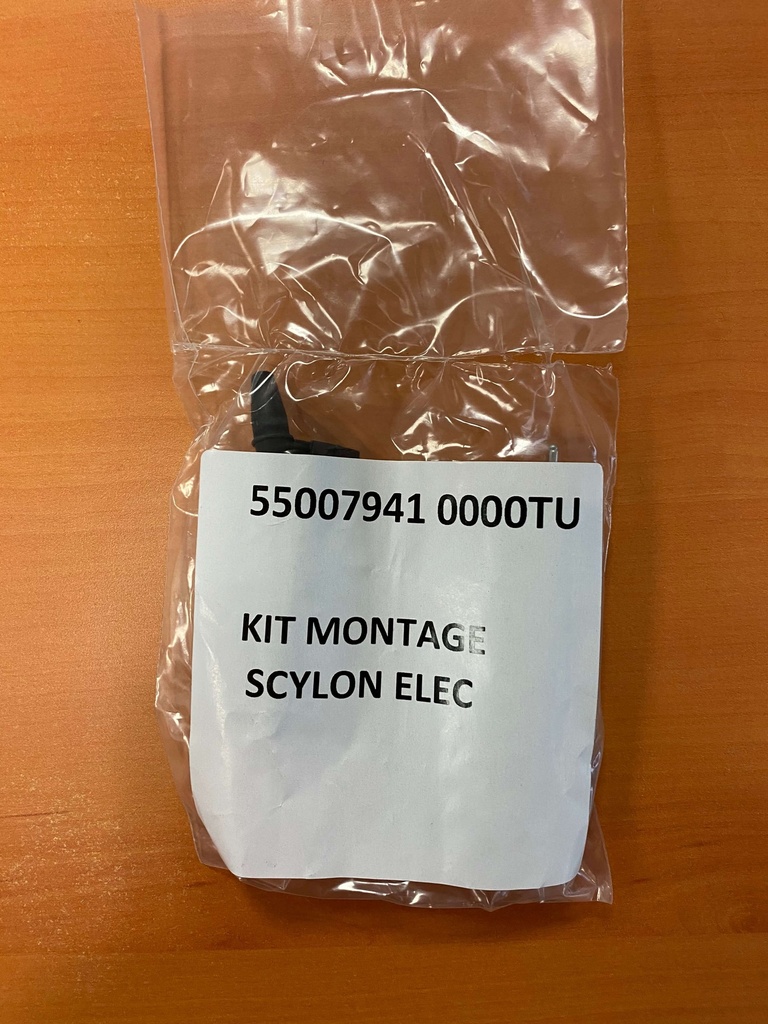 55007941 0000TU
KIT MONTAGE
SCYLON ELEC